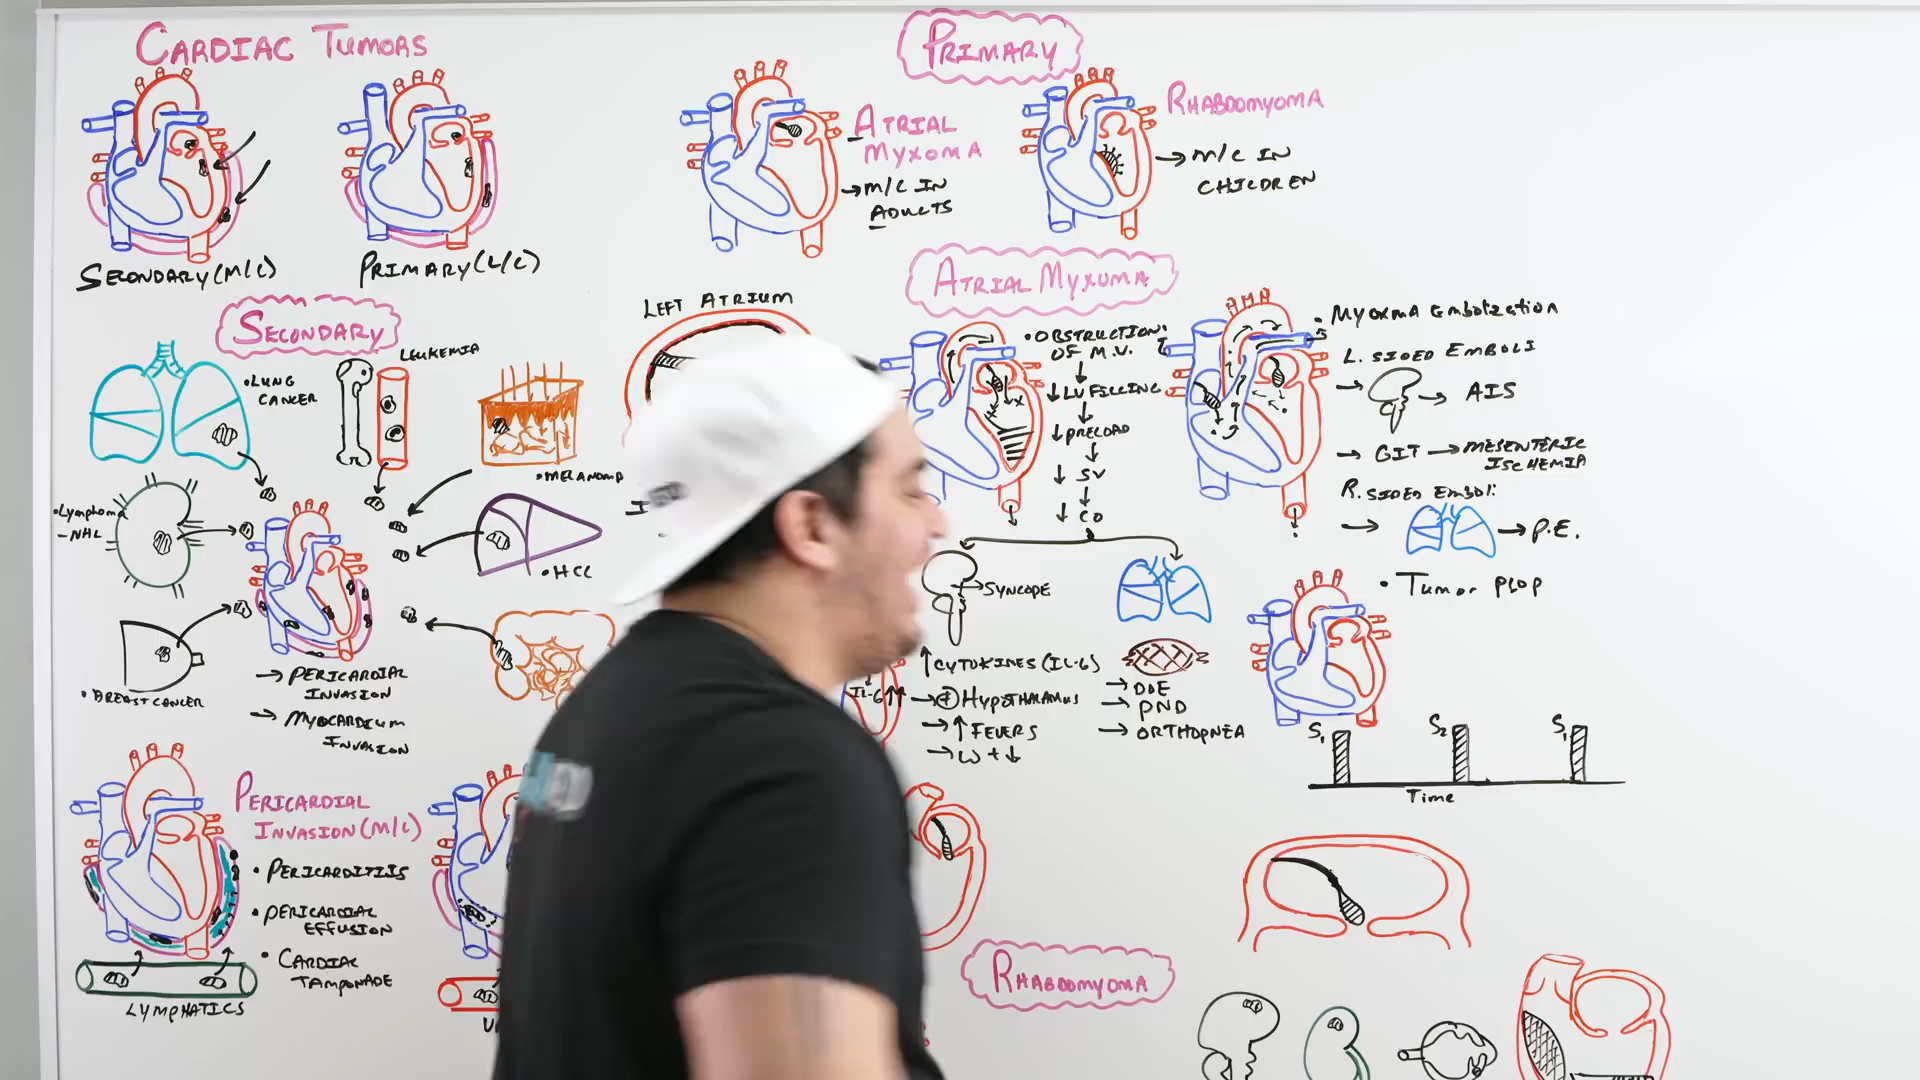 CARDIAC TUMORS
SECONDARY (M/C)
PRIMARY (L/C)
PRIMARY
ATRIAL
MYXOMA
→ M/C IN
ADULTS
RHABDOMYOMA
→ M/C IN
CHILDREN
SECONDARY
• LUNG
CANCER
LEUKEMIA
• MELANOMA
• Lymphoma
- NHL
• HCC
• BREAST CANCER
→ PERICARDIAL
INVASION
→ MYOCARDIUM
INVASION
PERICARDIAL
INVASION (M/C)
• PERICARDITIIS
• PERICARDIAL
EFFUSION
• CARDIAC
TAMPONADE
LYMPHATICS
LEFT ATRIUM
ATRIAL MYXOMA
• OBSTRUCTION:
OF M.V.
↓ LV FILLING
↓ PRELOAD
↓ SV
↓ CO
x
SYNCOPE
→ DOE
→ PND
→ ORTHOPNEA
↑ CYTOKINES (IL-6)
IL-6 ↑↑ → + Hypothalamus
→ ↑ FEVERS
→ W+ ↓
• Myoxma Embolization
L. SIDED EMBOLI
→ → AIS
→ GIT → MESENTERIC
ISCHEMIA
R. SIDED Emboli:
→ → P.E.
• Tumor PLOP
S1 S2 S1
Time
RHABDOMYOMA